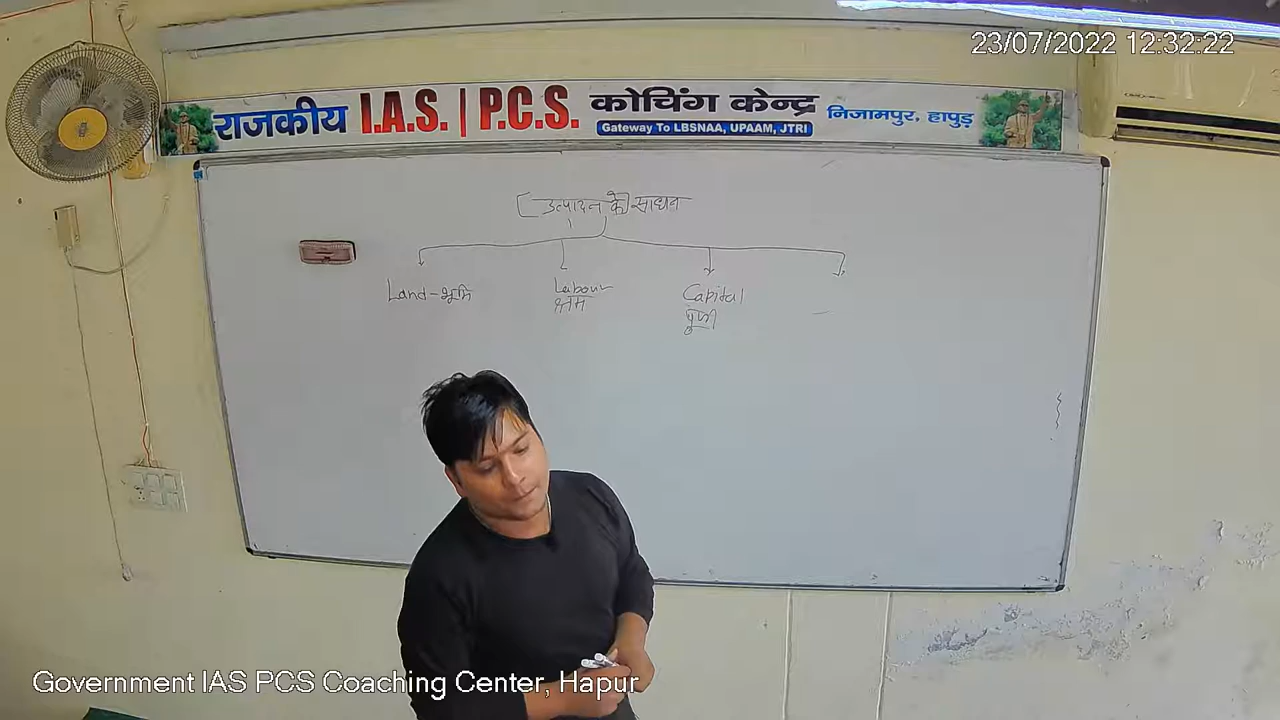 23/07/2022 12:32:22
राजकीय I.A.S. | P.C.S. कोचिंग केन्द्र निजामपुर, हापुड़
Gateway To LBSNAA, UPAAM, JTRI
[उत्पादन के] साधन
Land-भूमि Labour Capital
श्रम पूंजी
Government IAS PCS Coaching Center, Hapur